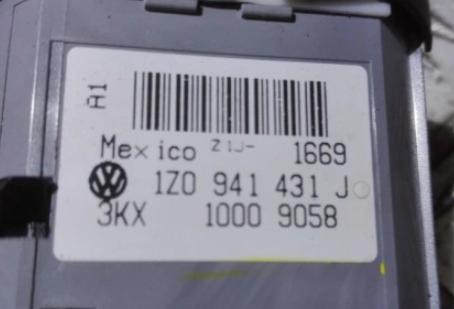 A1
Mexico Z1J- 1669
1Z0 941 431 J
3KX 1000 9058